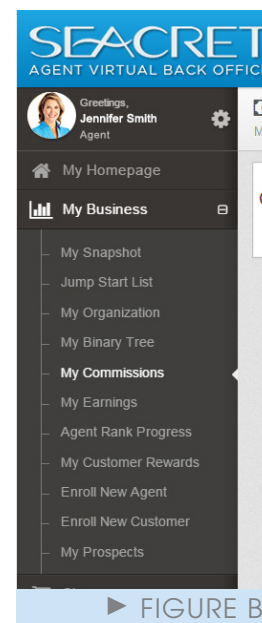 SEACRET
AGENT VIRTUAL BACK OFFIC
Greetings,
Jennifer Smith
Agent
My Homepage
My Business
My Snapshot
Jump Start List
My Organization
My Binary Tree
My Commissions
My Earnings
Agent Rank Progress
My Customer Rewards
Enroll New Agent
Enroll New Customer
My Prospects
FIGURE B